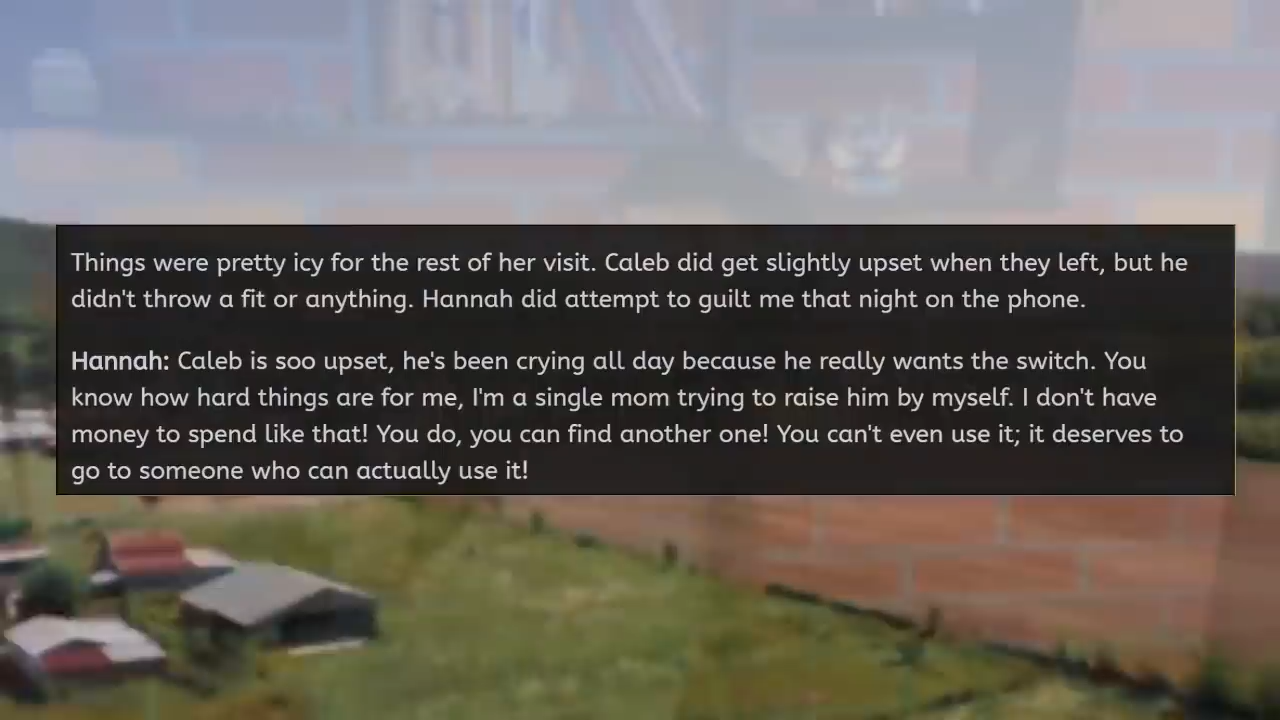 Things were pretty icy for the rest of her visit. Caleb did get slightly upset when they left, but he
didn't throw a fit or anything. Hannah did attempt to guilt me that night on the phone.
Hannah: Caleb is soo upset, he's been crying all day because he really wants the switch. You
know how hard things are for me, I'm a single mom trying to raise him by myself. I don't have
money to spend like that! You do, you can find another one! You can't even use it; it deserves to
go to someone who can actually use it!